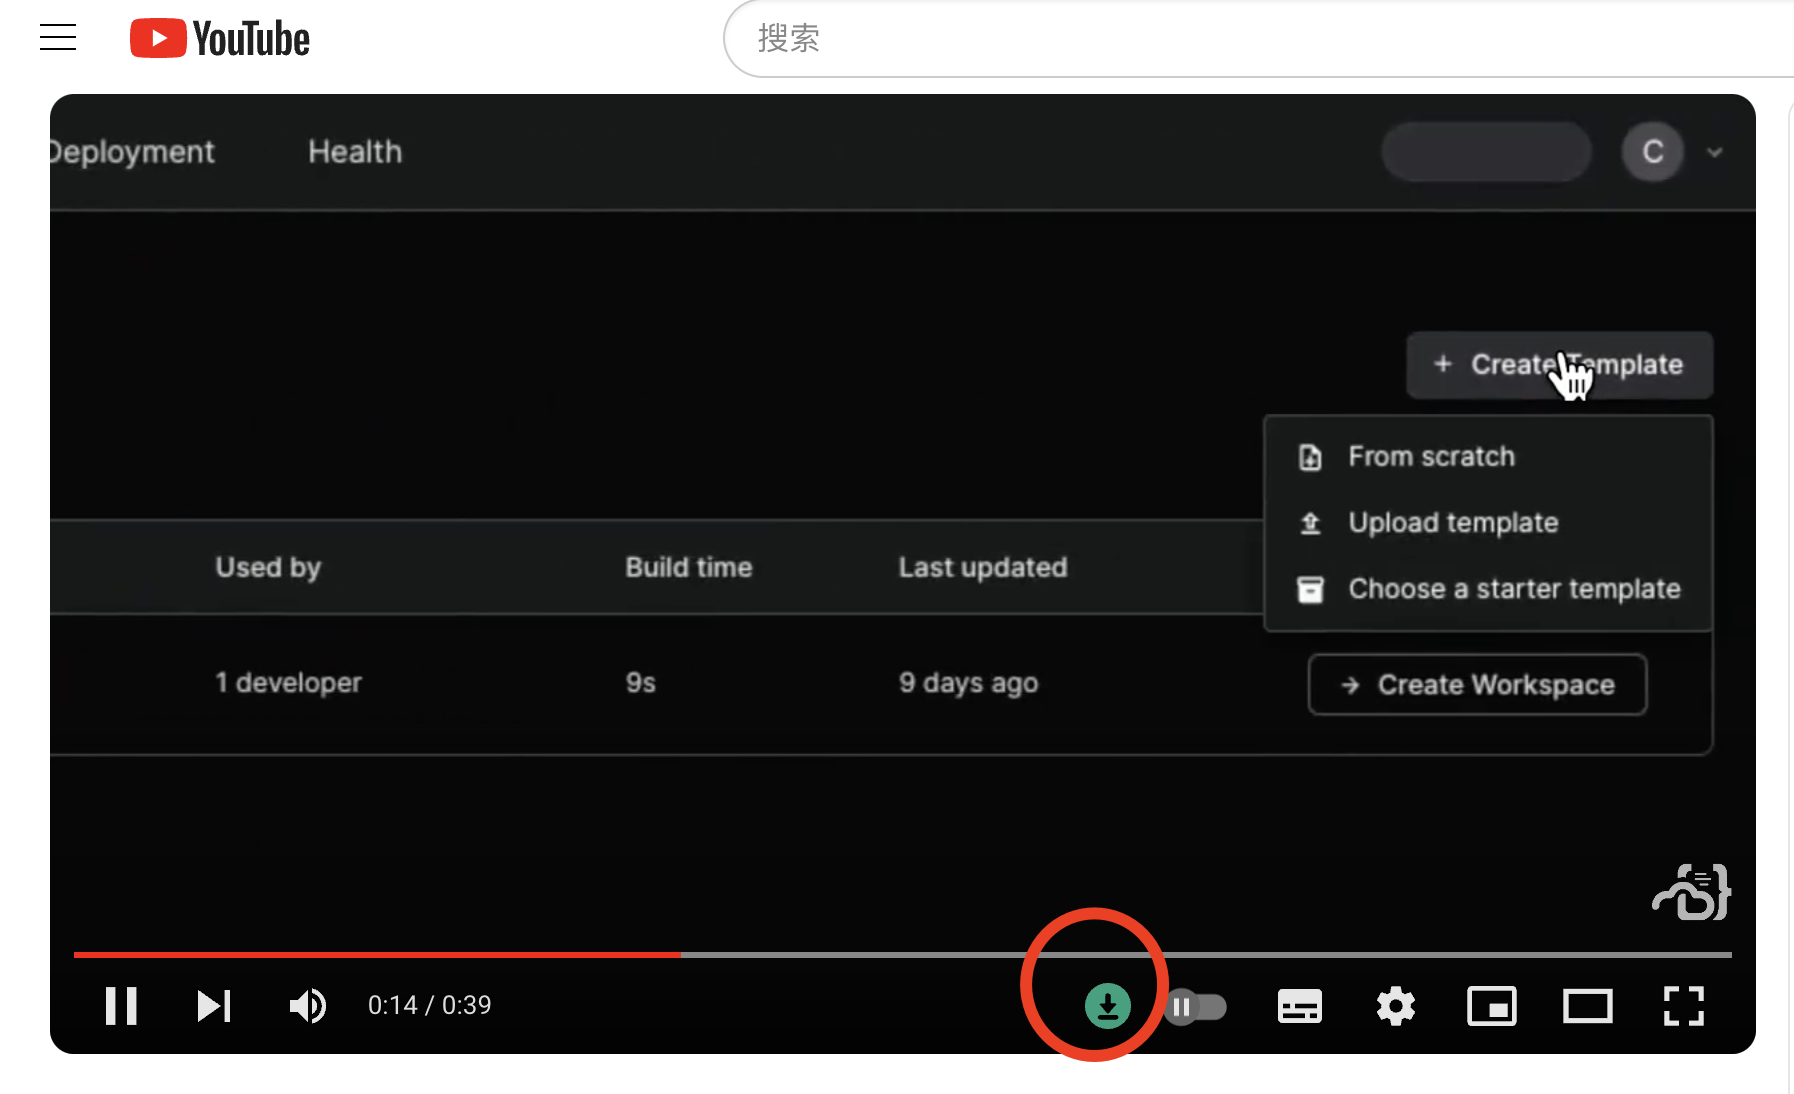 YouTube
搜索
Deployment Health C
+ Create Template
From scratch
Upload template
Choose a starter template
Used by Build time Last updated
1 developer 9s 9 days ago → Create Workspace
0:14 / 0:39